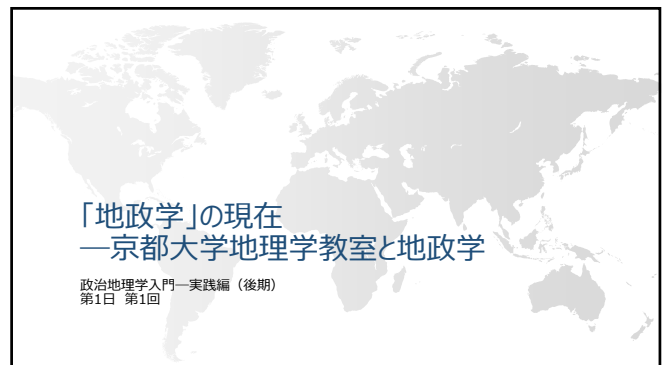 「地政学」の現在
―京都大学地理学教室と地政学
政治地理学入門―実践編（後期）
第1日 第1回